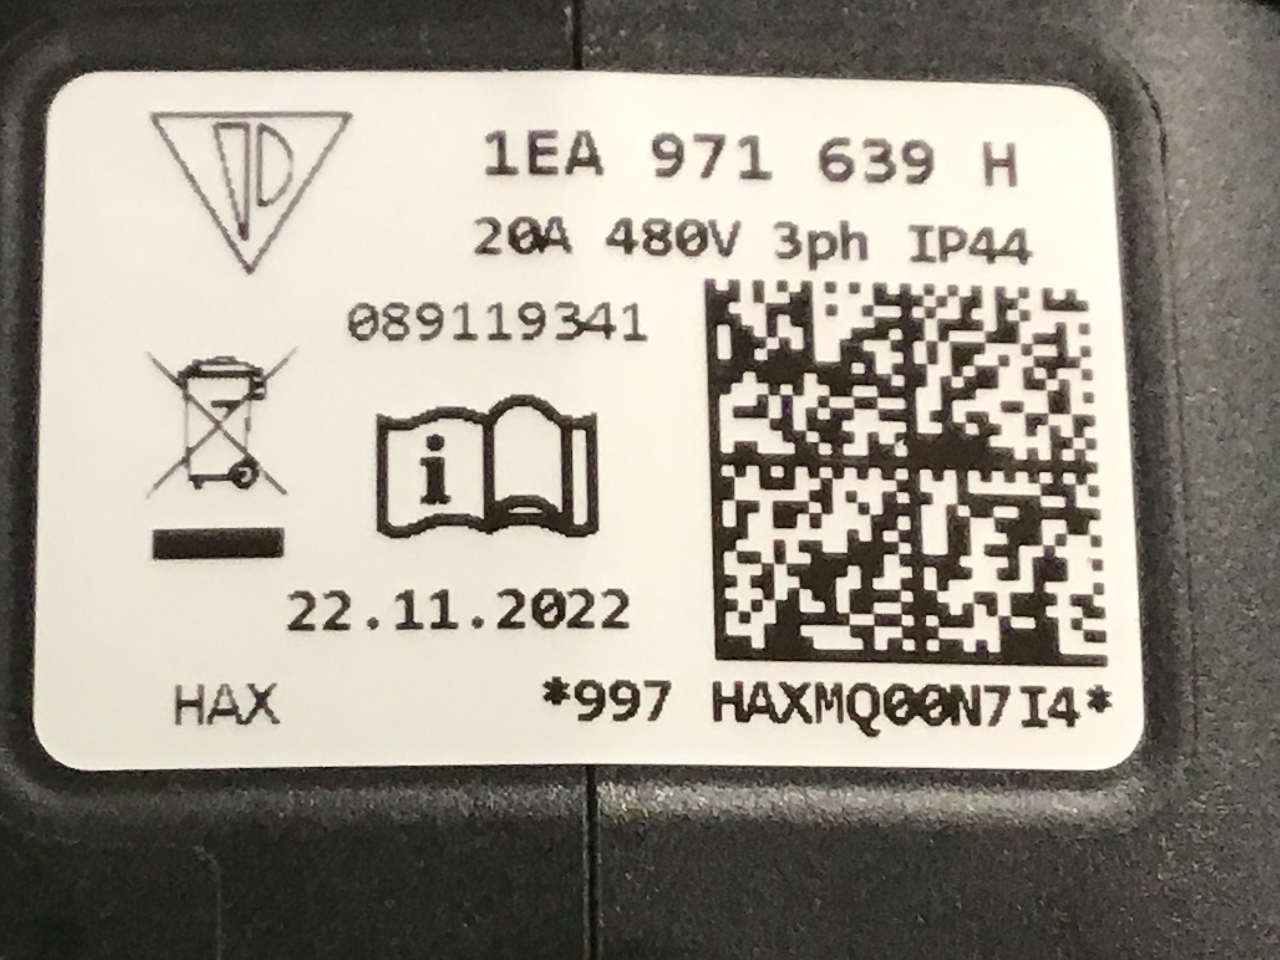 1EA 971 639 H
20A 480V 3ph IP44
089119341
i
22.11.2022
HAX
*997 HAXMQ00N7I4*